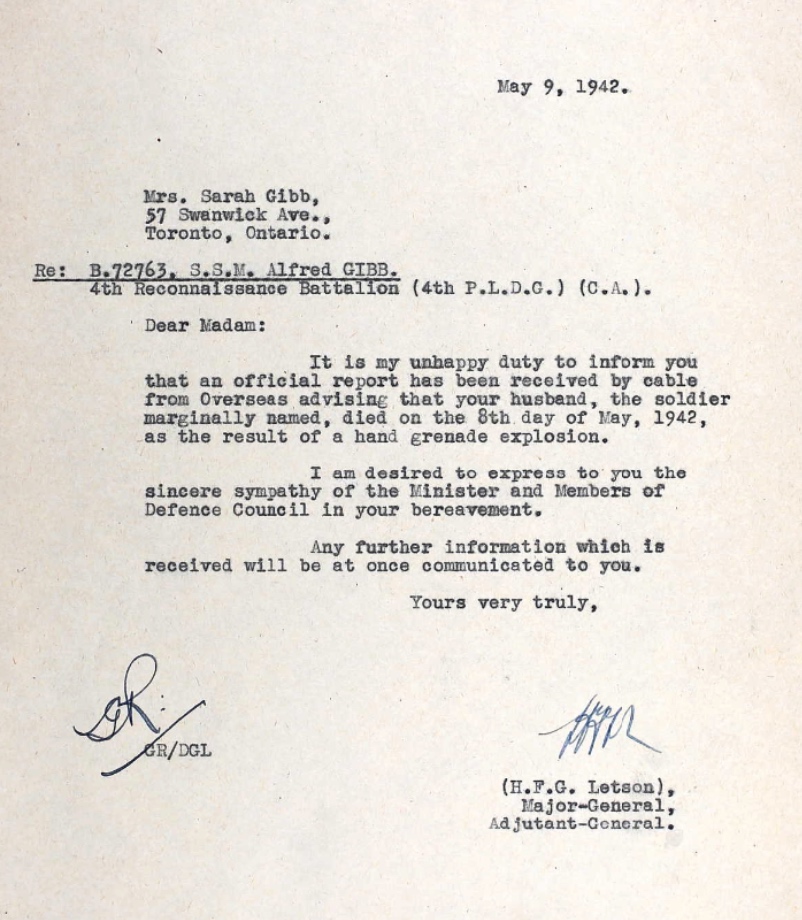 May 9, 1942.
Mrs. Sarah Gibb,
57 Swanwick Ave.,
Toronto, Ontario.
Re: B.72763, S.S.M. Alfred GIBB.
4th Reconnaissance Battalion (4th P.L.D.G.) (C.A.).
Dear Madam:
It is my unhappy duty to inform you
that an official report has been received by cable
from Overseas advising that your husband, the soldier
marginally named, died on the 8th day of May, 1942,
as the result of a hand grenade explosion.
I am desired to express to you the
sincere sympathy of the Minister and Members of
Defence Council in your bereavement.
Any further information which is
received will be at once communicated to you.
Yours very truly,
GR
GR/DGL
(H.F.G. Letson),
Major-General,
Adjutant-General.